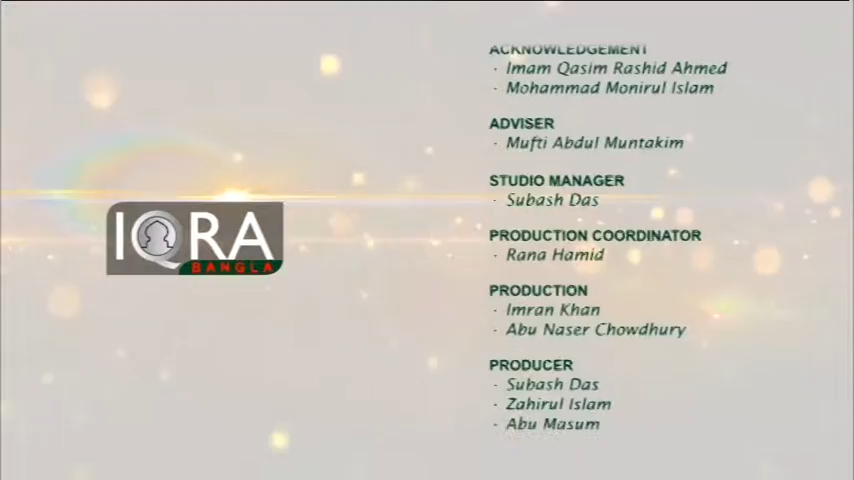 IQRA
BANGLA
ACKNOWLEDGEMENT
· Imam Qasim Rashid Ahmed
· Mohammad Monirul Islam
ADVISER
· Mufti Abdul Muntakim
STUDIO MANAGER
· Subash Das
PRODUCTION COORDINATOR
· Rana Hamid
PRODUCTION
· Imran Khan
· Abu Naser Chowdhury
PRODUCER
· Subash Das
· Zahirul Islam
· Abu Masum